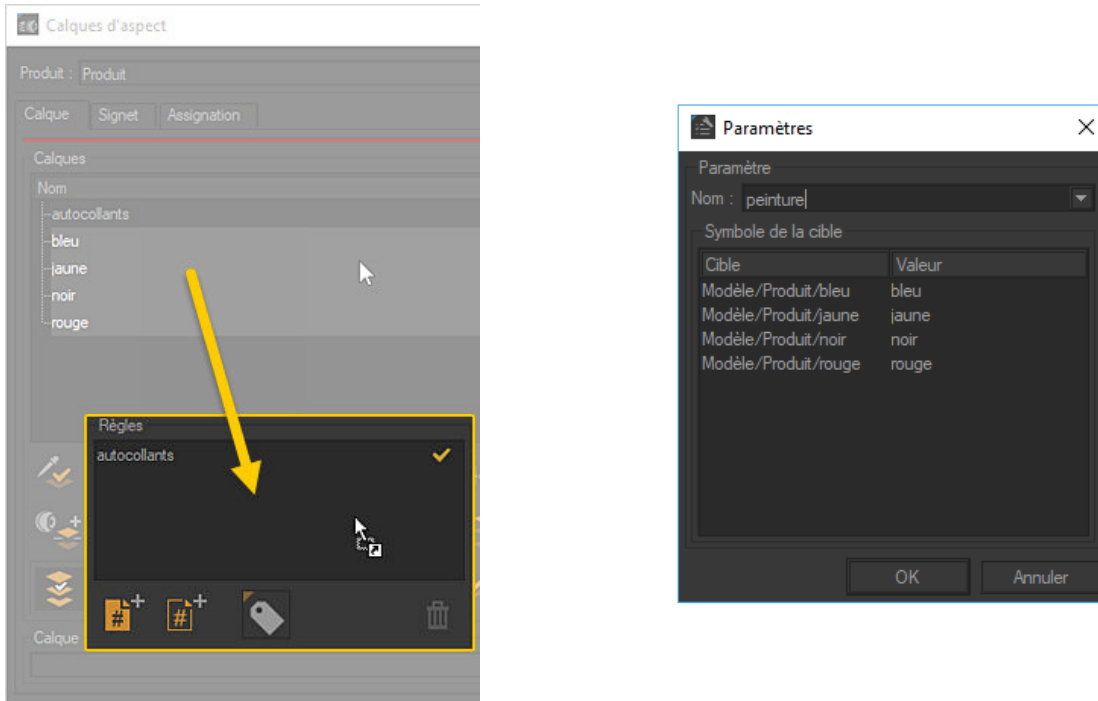 Calques d'aspect
Produit : Produit
Calque Signet Assignation
Calques
Nom
autocollants
bleu
jaune
noir
rouge
Règles
autocollants
Calque
Paramètres
Paramètre
Nom : peinture
Symbole de la cible
Cible Valeur
Modèle/Produit/bleu bleu
Modèle/Produit/jaune jaune
Modèle/Produit/noir noir
Modèle/Produit/rouge rouge
OK Annuler